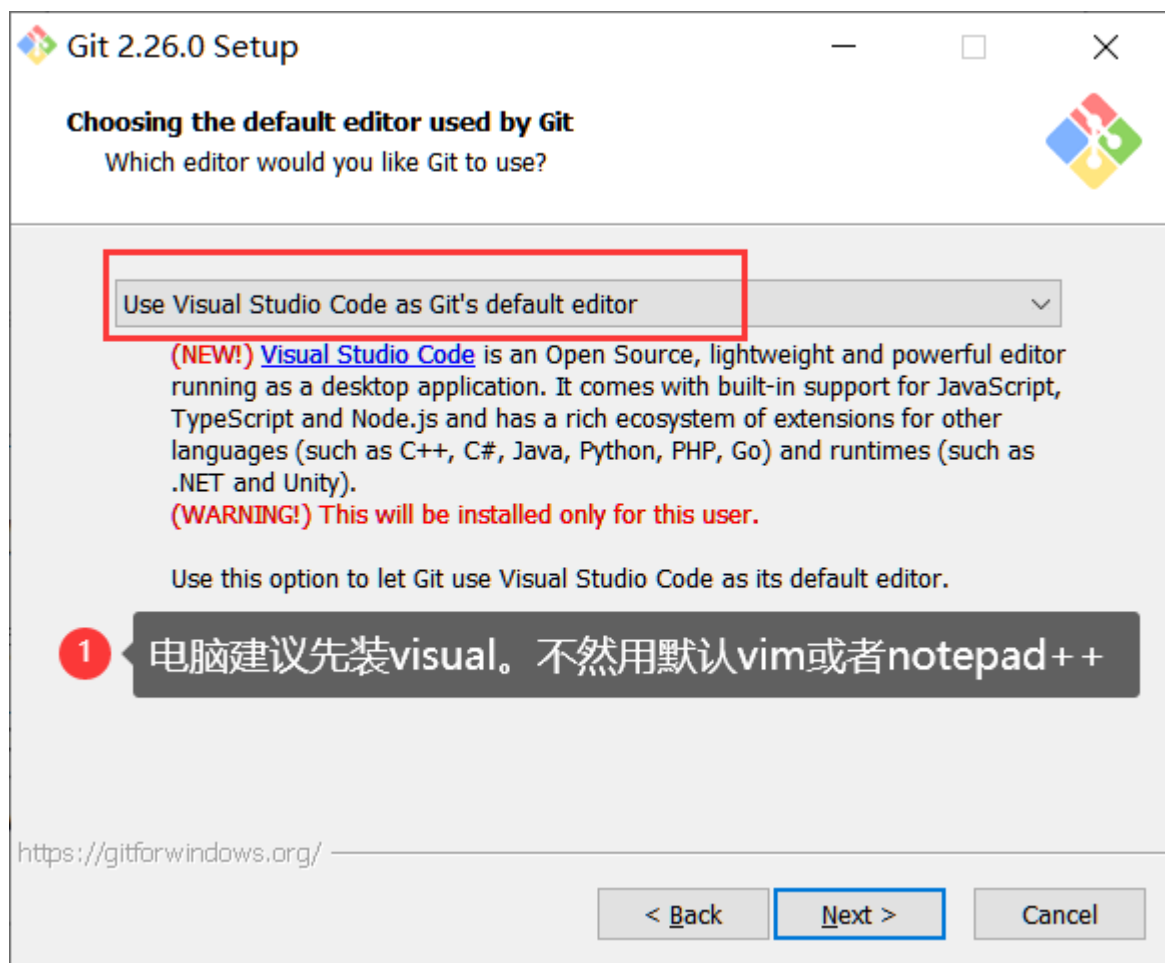 Git 2.26.0 Setup
Choosing the default editor used by Git
Which editor would you like Git to use?
Use Visual Studio Code as Git's default editor
(NEW!) Visual Studio Code is an Open Source, lightweight and powerful editor
running as a desktop application. It comes with built-in support for JavaScript,
TypeScript and Node.js and has a rich ecosystem of extensions for other
languages (such as C++, C#, Java, Python, PHP, Go) and runtimes (such as
.NET and Unity).
(WARNING!) This will be installed only for this user.
Use this option to let Git use Visual Studio Code as its default editor.
1 电脑建议先装visual。不然用默认vim或者notepad++
https://gitforwindows.org/
< Back Next > Cancel